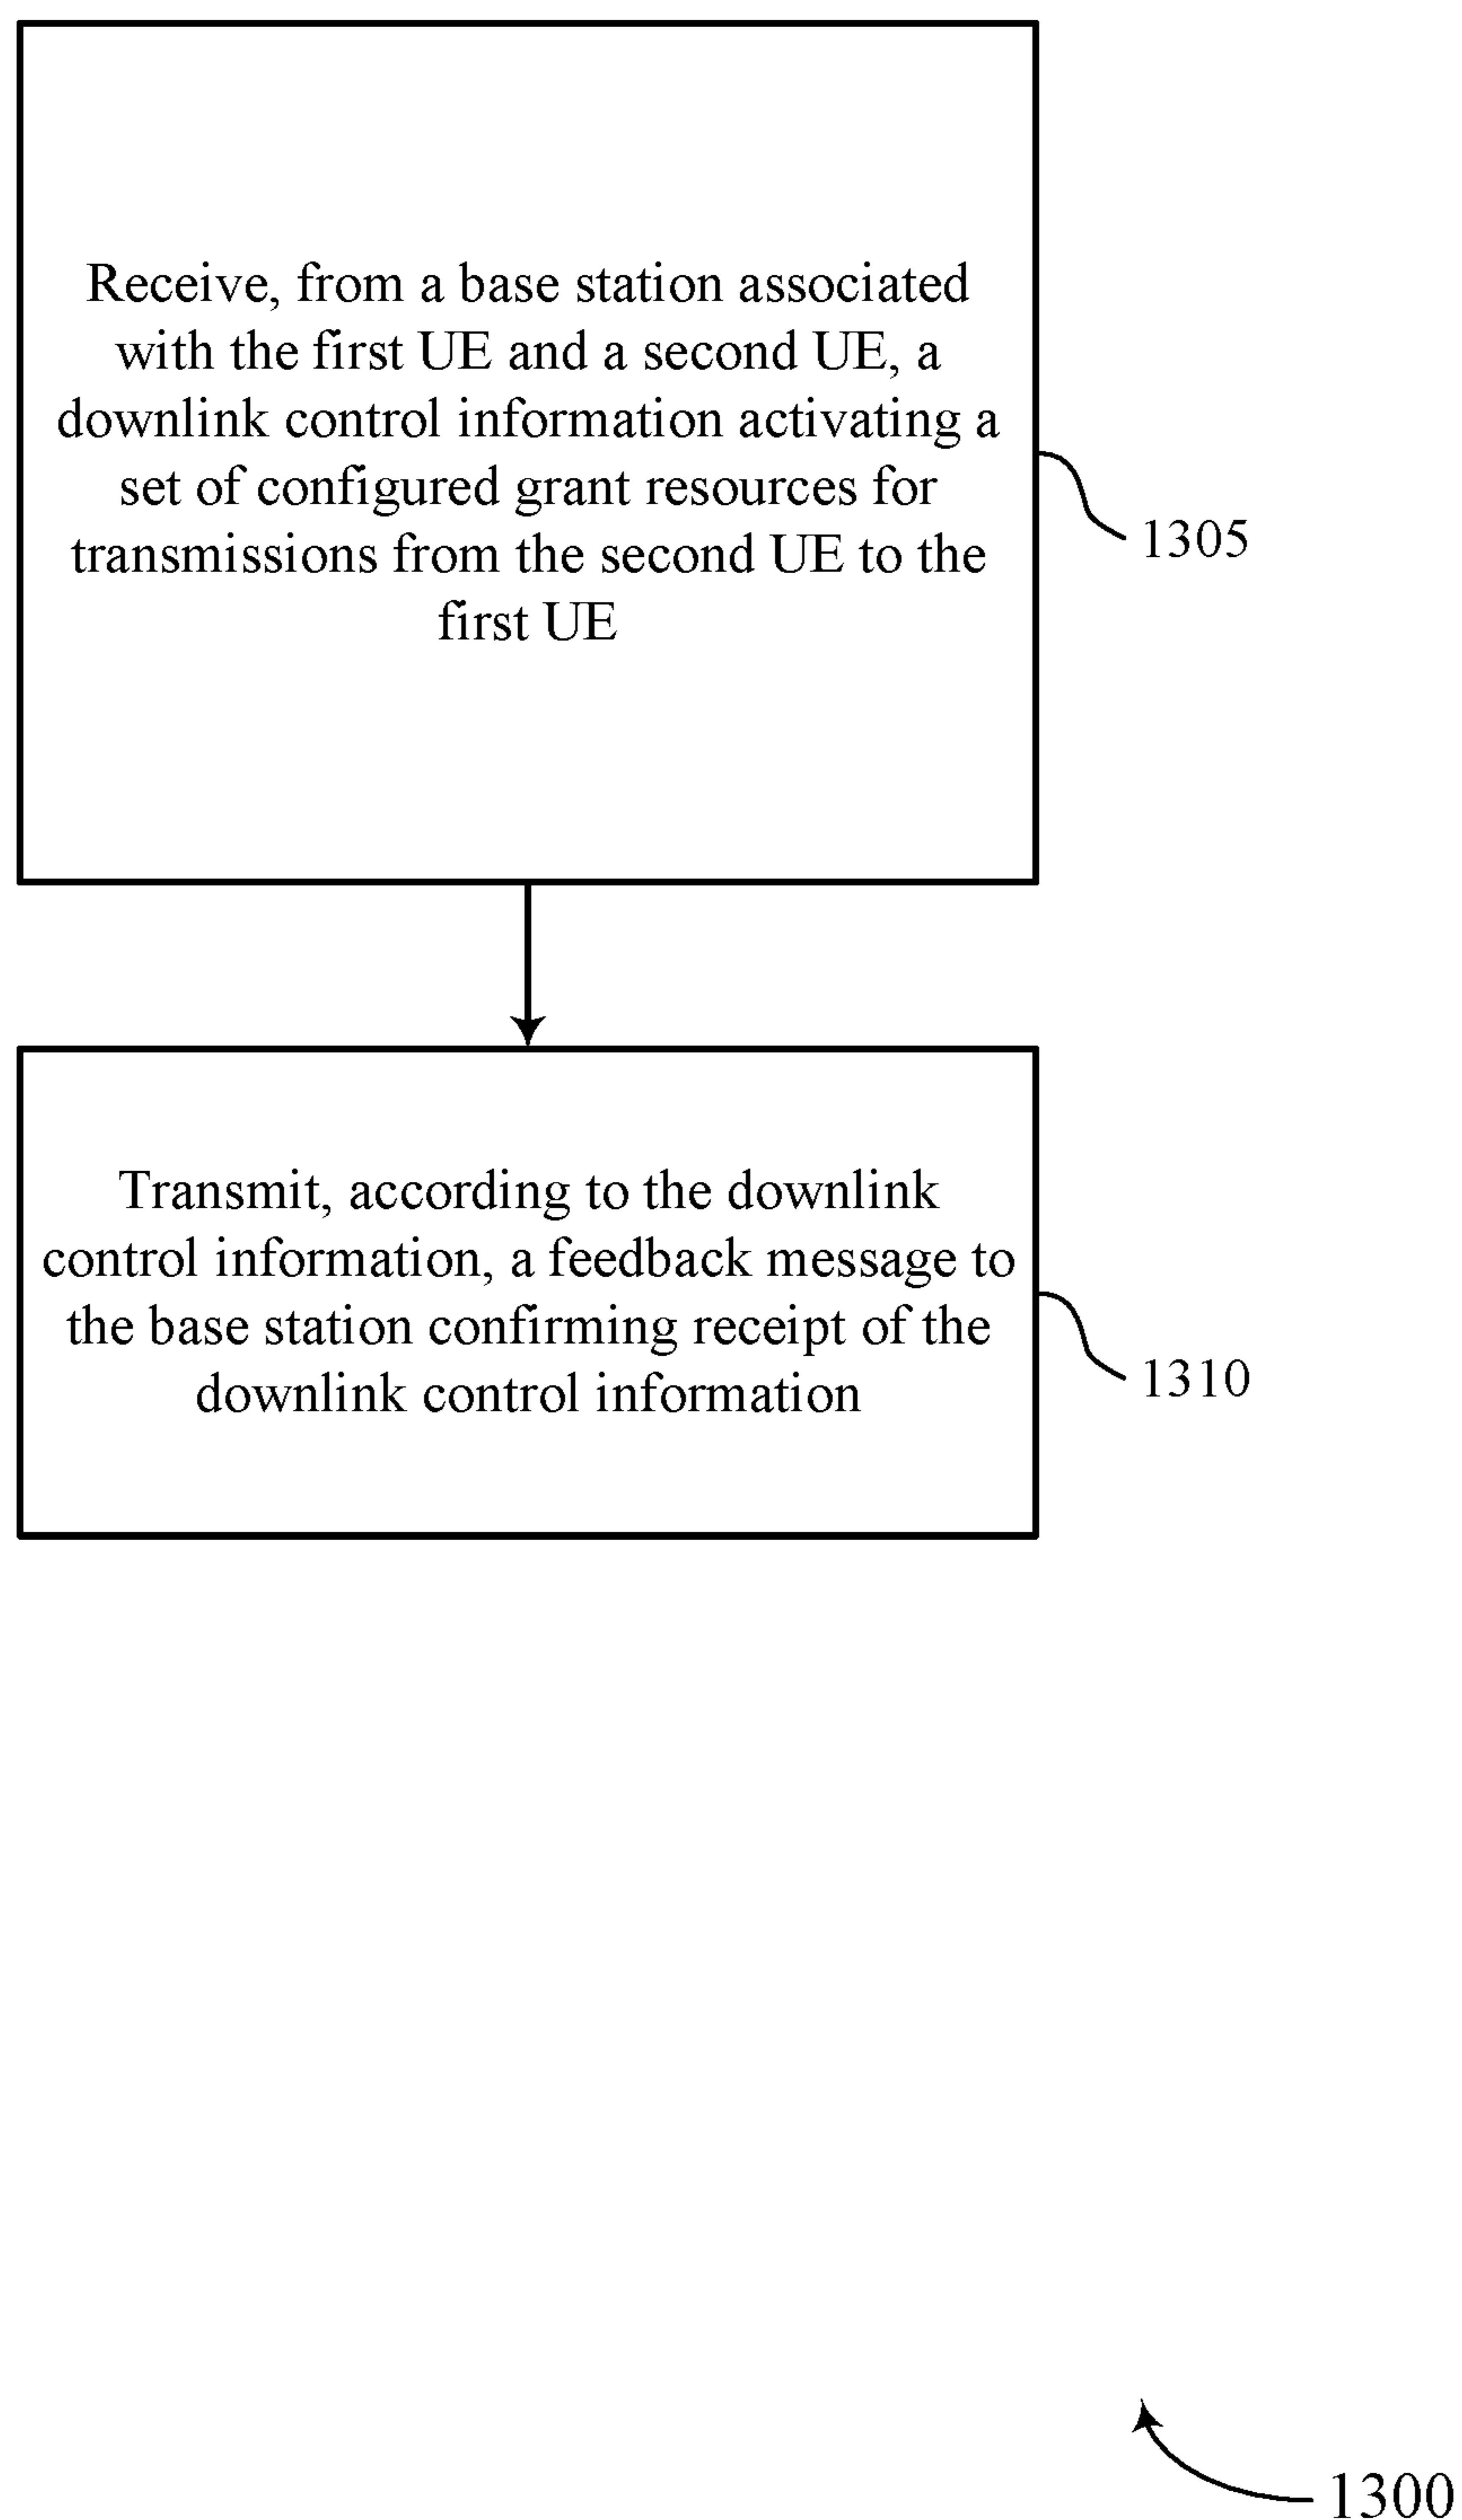 Receive, from a base station associated
with the first UE and a second UE, a
downlink control information activating a
set of configured grant resources for
transmissions from the second UE to the
first UE
1305
Transmit, according to the downlink
control information, a feedback message to
the base station confirming receipt of the
downlink control information
1310
1300